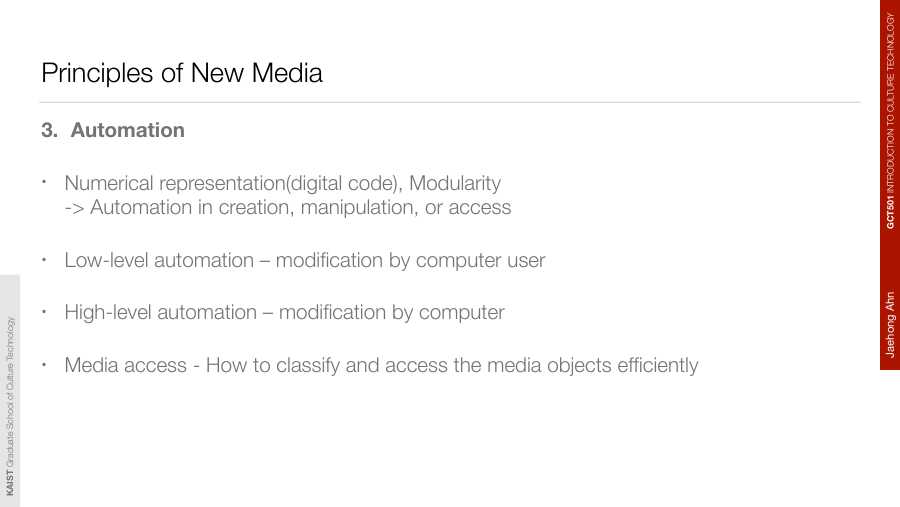 Principles of New Media
3. Automation
• Numerical representation(digital code), Modularity
-> Automation in creation, manipulation, or access
• Low-level automation – modification by computer user
• High-level automation – modification by computer
• Media access - How to classify and access the media objects efficiently
GCT501 INTRODUCTION TO CULTURE TECHNOLOGY
Jaehong Ahn
KAIST Graduate School of Culture Technology